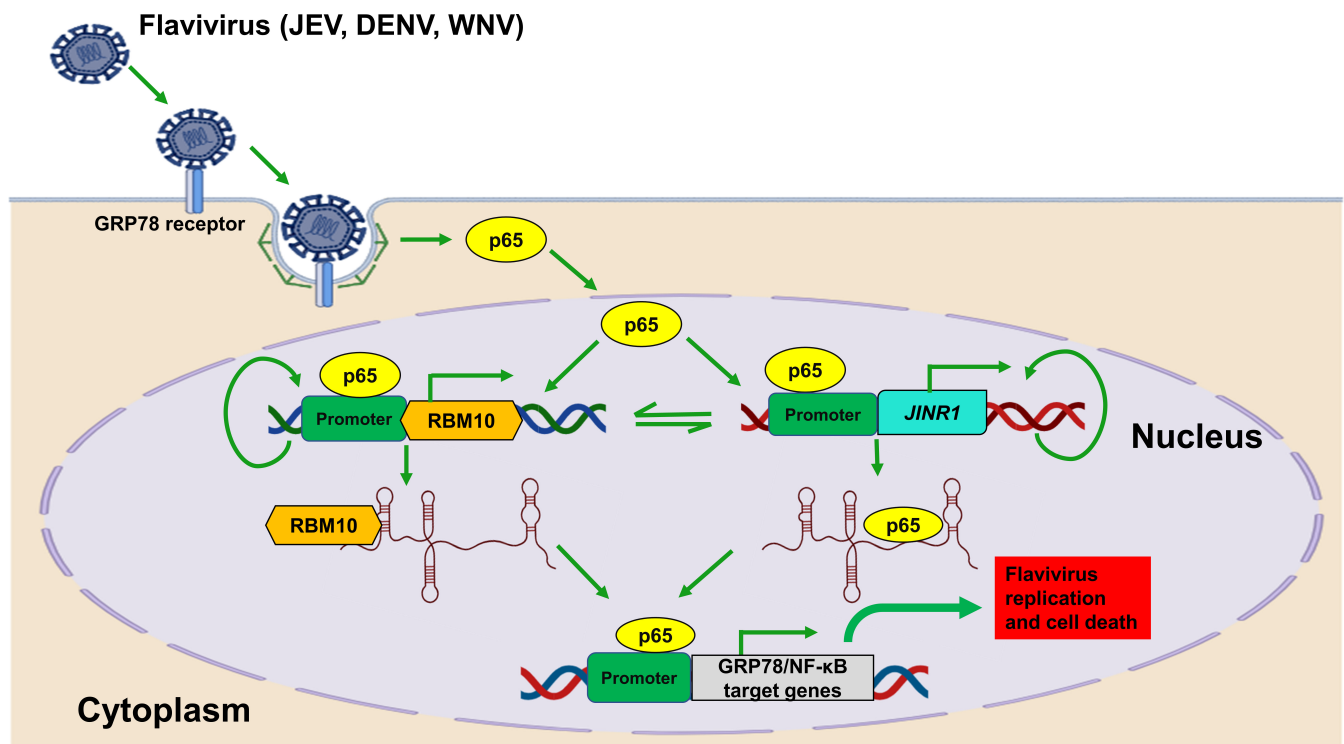 Flavivirus (JEV, DENV, WNV)
GRP78 receptor
p65
p65
p65
Promoter
RBM10
p65
Promoter
JINR1
Nucleus
RBM10
p65
Flavivirus
replication
and cell death
p65
Promoter
GRP78/NF-κB
target genes
Cytoplasm